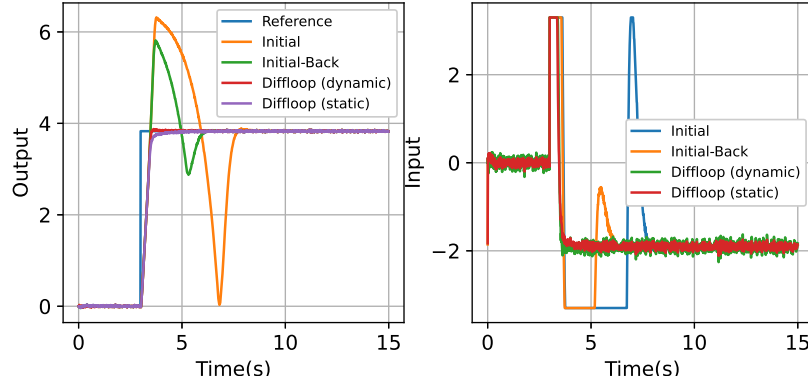 Output
6
4
2
0
0
5
10
15
Time(s)
Reference
Initial
Initial-Back
Diffloop (dynamic)
Diffloop (static)
Input
2
0
−2
0
5
10
15
Time(s)
Initial
Initial-Back
Diffloop (dynamic)
Diffloop (static)